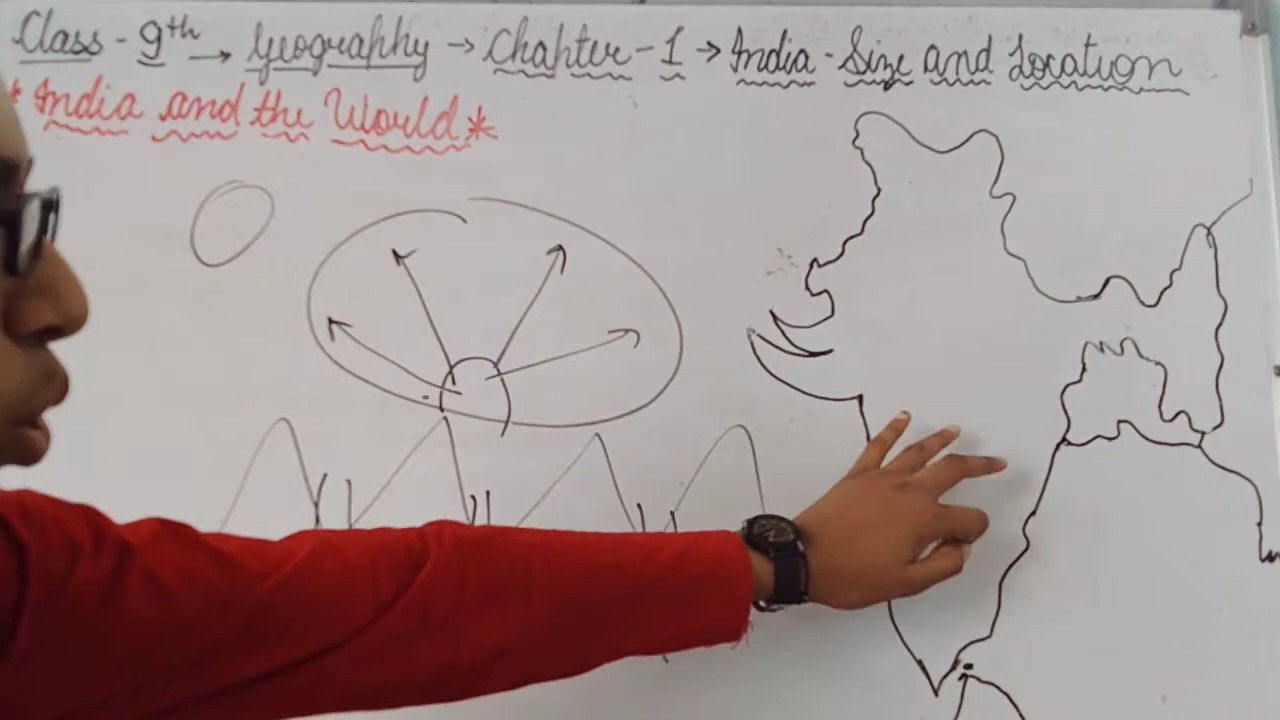 Class - 9th → Geography → Chapter - 1 → India - Size and Location
* India and the World *